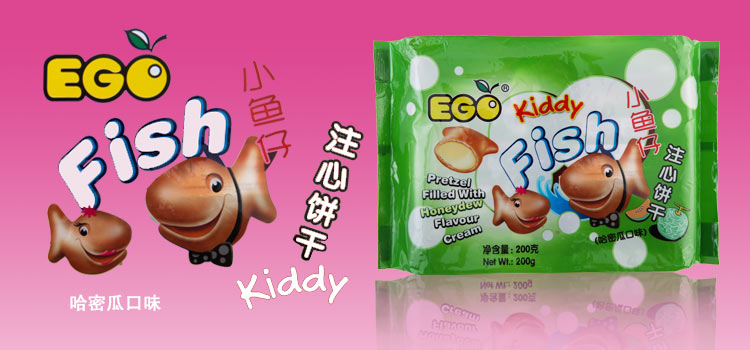 EGO
小鱼仔
Fish
注心饼干
Kiddy
哈密瓜口味
EGO®
Kiddy
Fish
小鱼仔
注心饼干
(哈密瓜口味)
Pretzel
Filled With
Honeydew
Flavour
Cream
净含量: 200克
Net Wt.: 200g